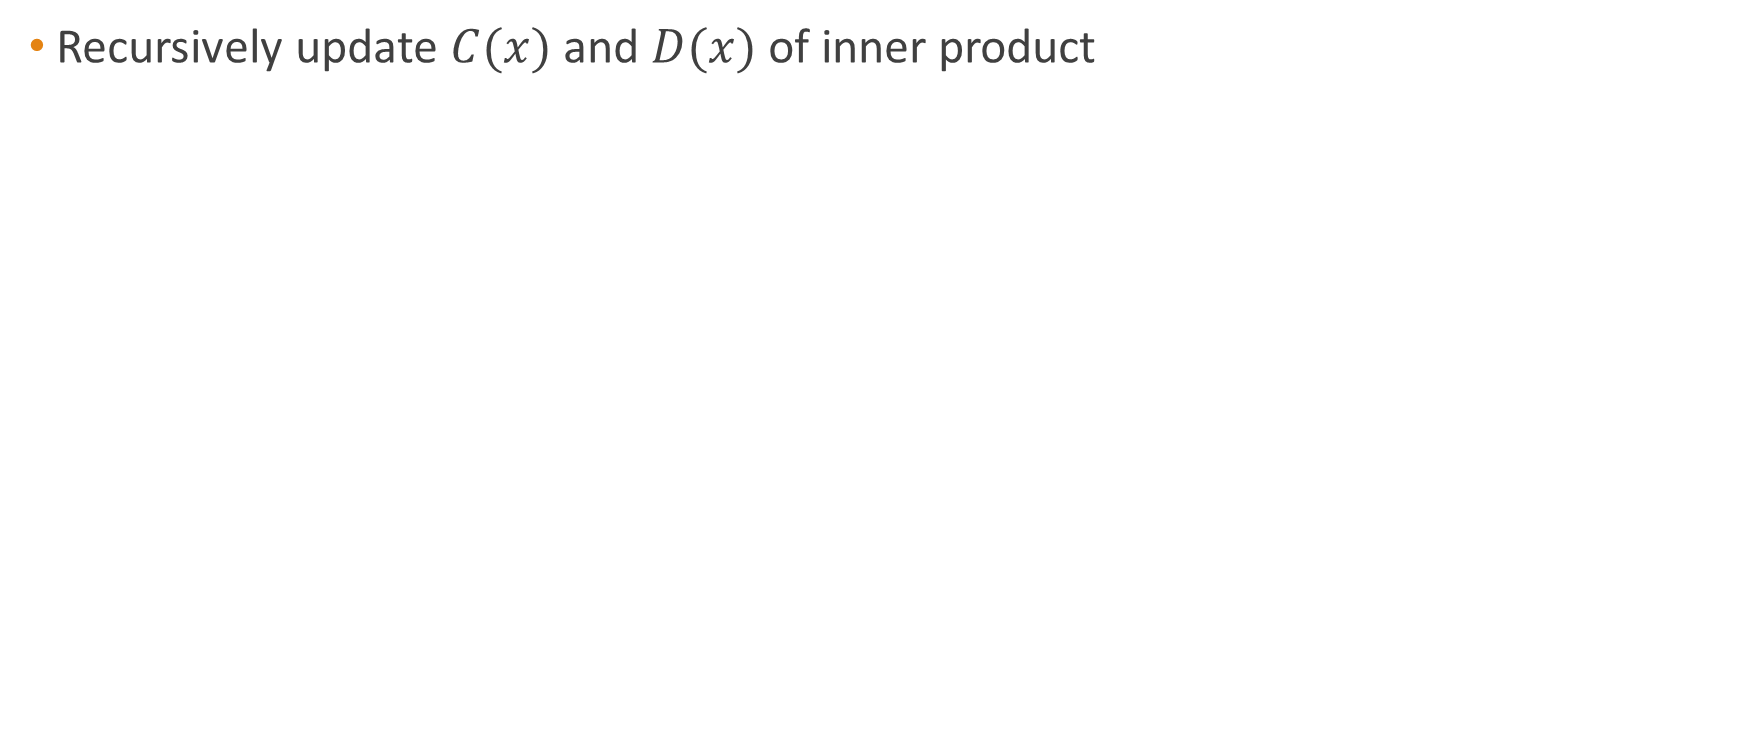 • Recursively update C(x) and D(x) of inner product